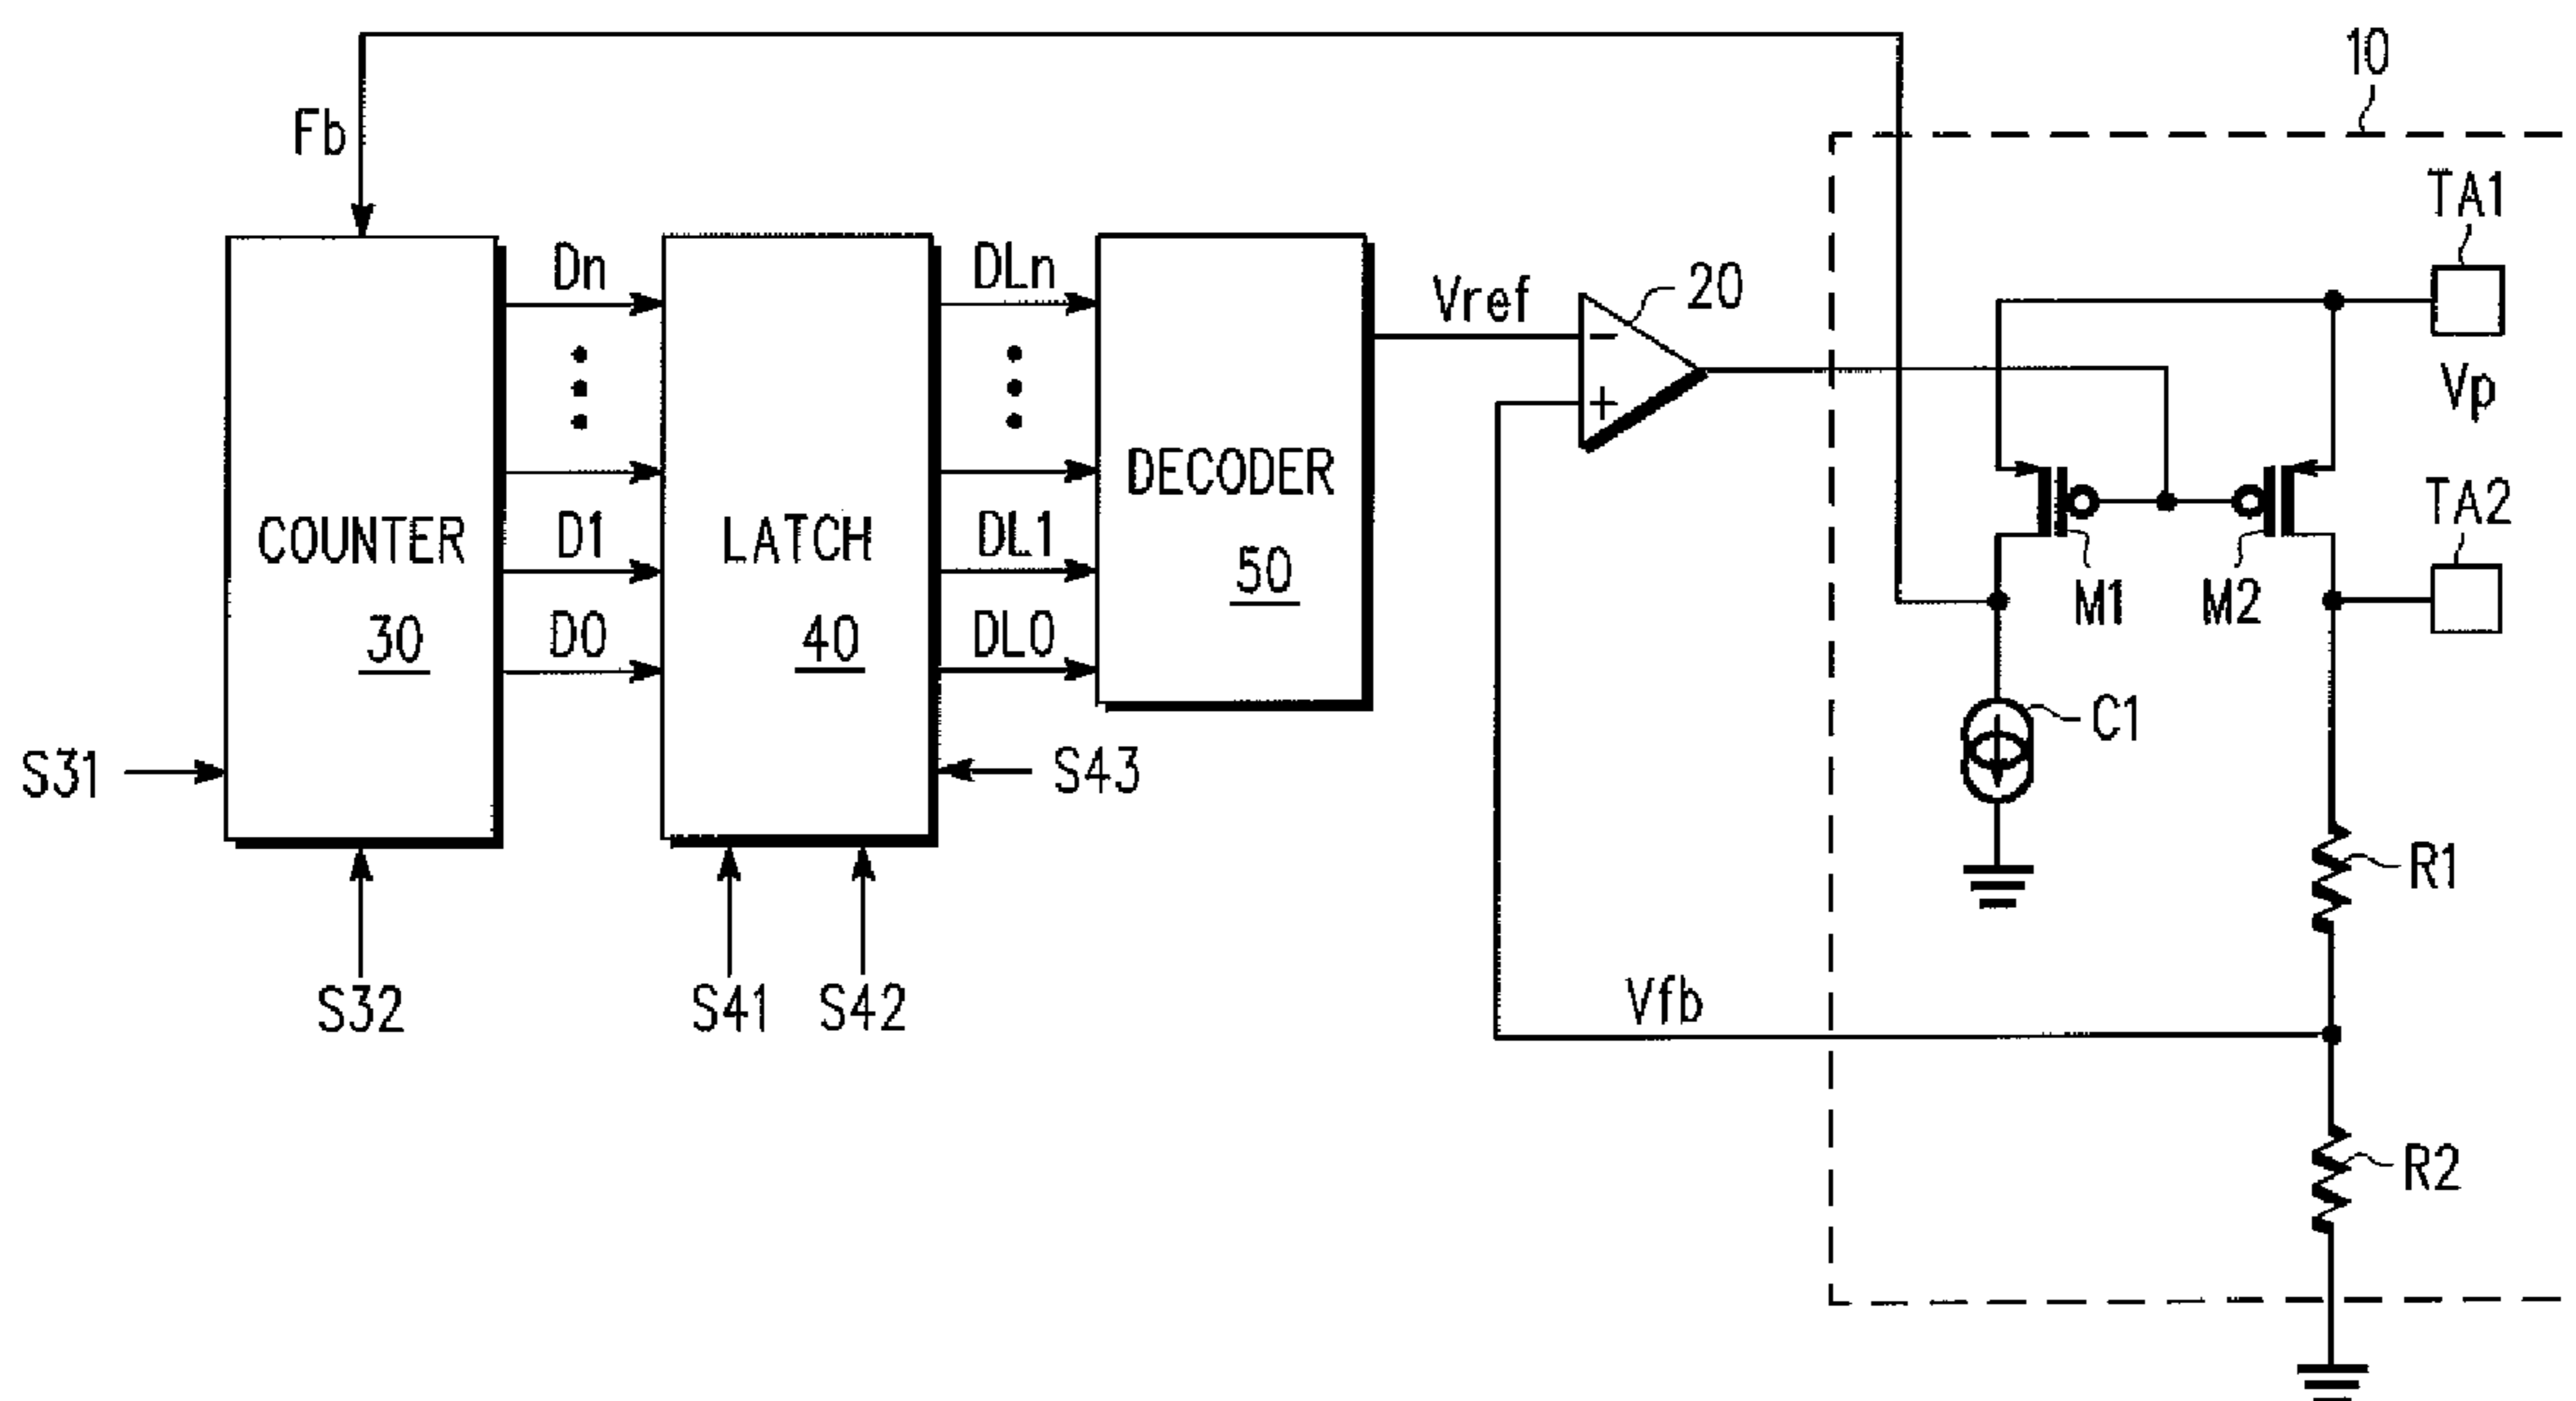 10
Fb
TA1
Dn
DLn
Vref
20
-
+
Vp
DECODER
50
TA2
COUNTER
30
D1
D0
LATCH
40
DL1
DL0
M1
M2
C1
S31
S43
R1
S32
S41
S42
Vfb
R2